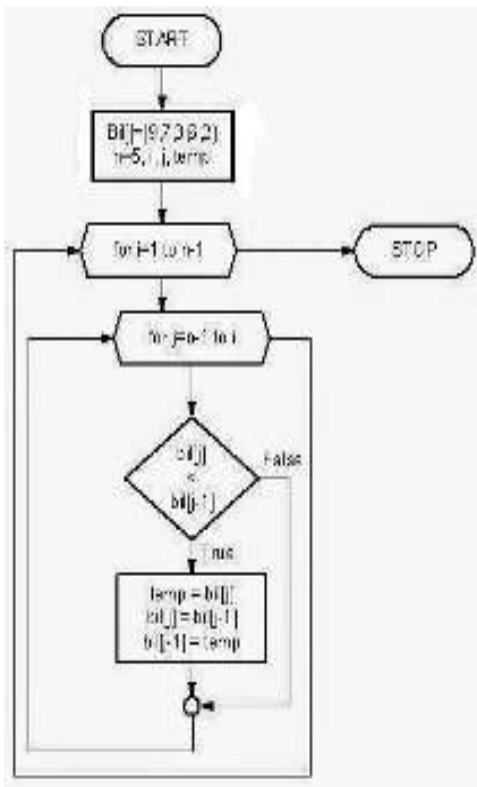 START
Bil[]={9,7,3,6,2}
n=5, i, j, temp
for i=1 to n-1
STOP
for j=n-1 to i
bil[j]
<
bil[j-1]
False
True
temp = bil[j]
bil[j] = bil[j-1]
bil[j-1] = temp